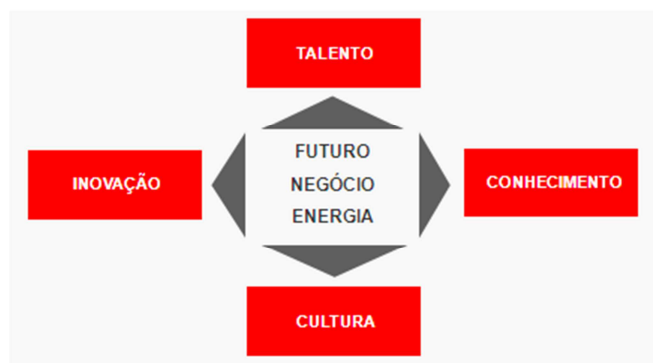 TALENTO
FUTURO
NEGÓCIO
ENERGIA
INOVAÇÃO
CONHECIMENTO
CULTURA